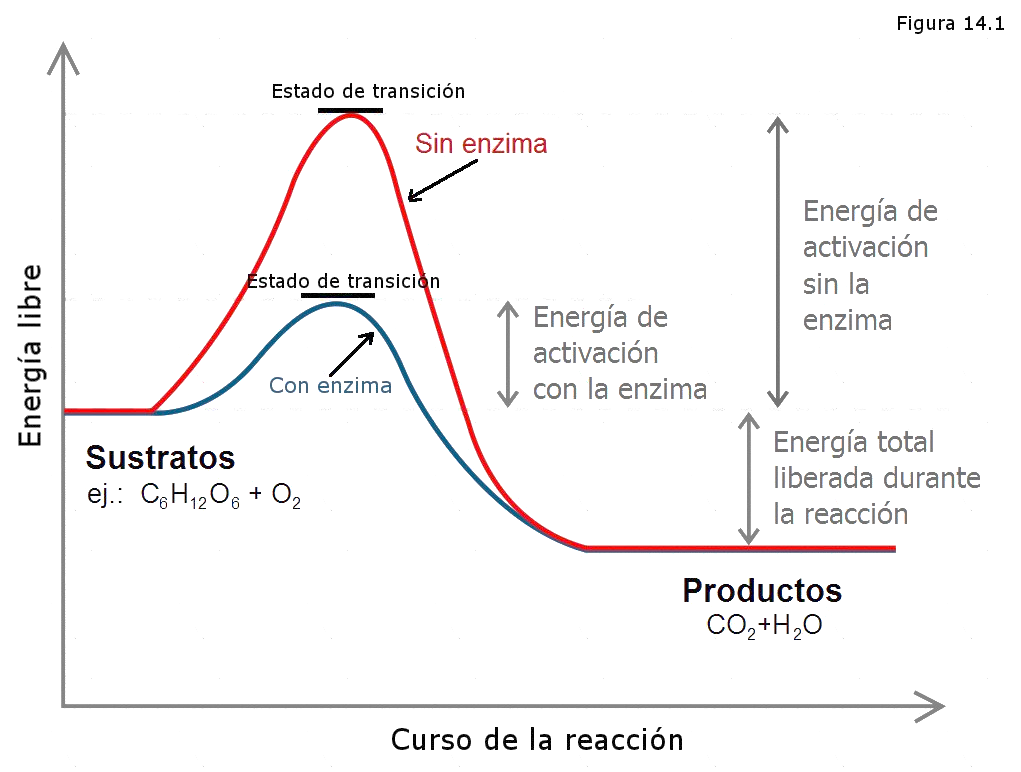 Figura 14.1
Estado de transición
Sin enzima
Energía de
activación
sin la
enzima
Estado de transición
Energía de
activación
con la enzima
Con enzima
Energía libre
Sustratos
ej.: C₆H₁₂O₆ + O₂
Energía total
liberada durante
la reacción
Productos
CO₂+H₂O
Curso de la reacción